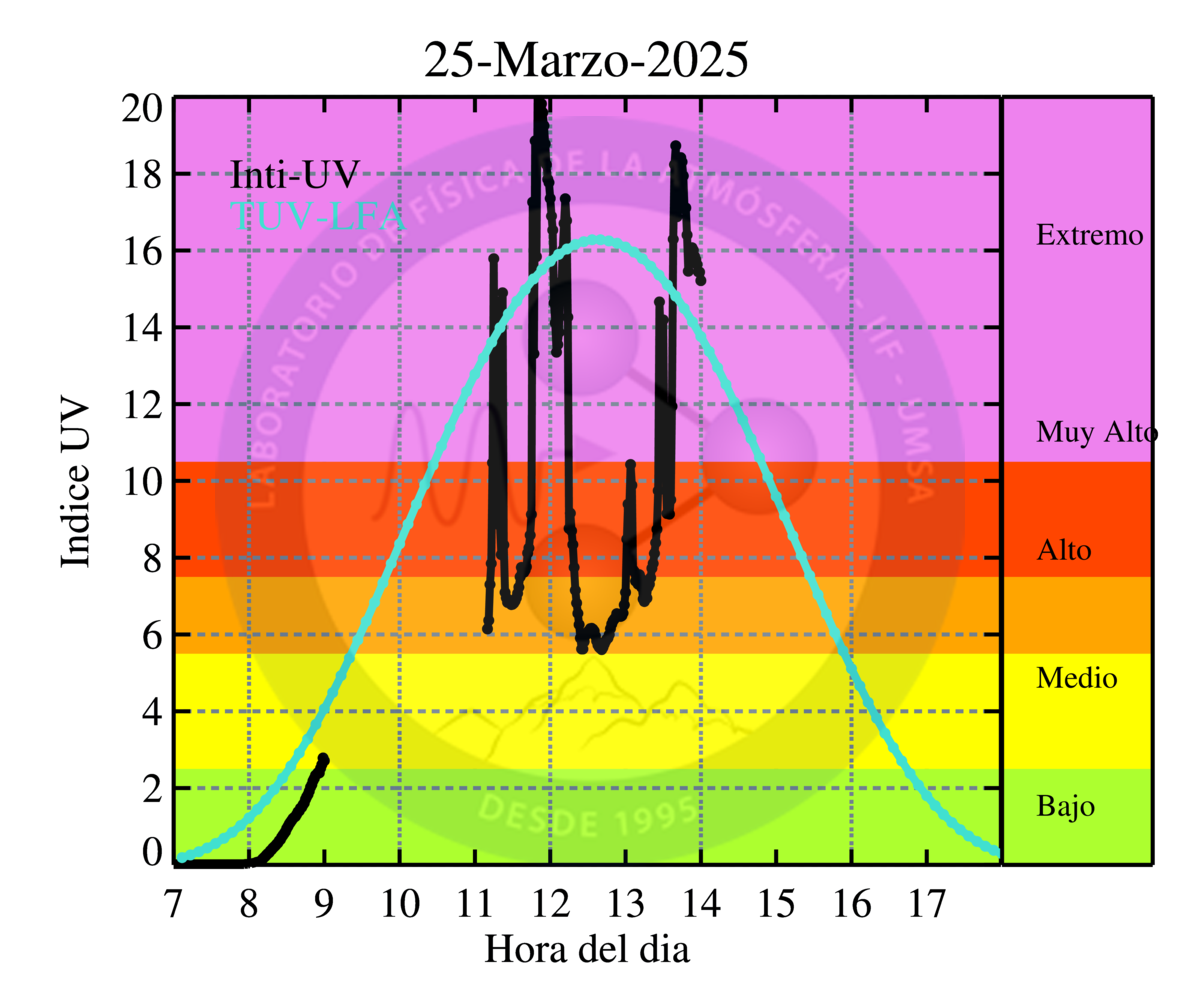 25-Marzo-2025
Inti-UV
TUV-LFA
LABORATORIO DE FÍSICA DE LA ATMÓSFERA - IIF - UMSA
DESDE 1995
Indice UV
20
18
16
14
12
10
8
6
4
2
0
Extremo
Muy Alto
Alto
Medio
Bajo
7 8 9 10 11 12 13 14 15 16 17
Hora del dia